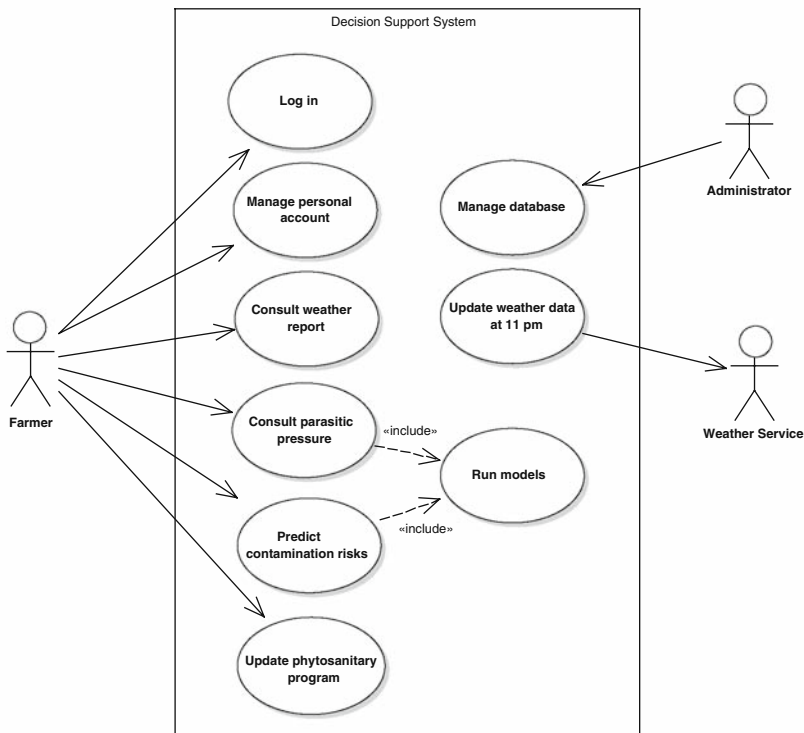 Decision Support System
Log in
Manage personal
account
Consult weather
report
Consult parasitic
pressure
Predict
contamination risks
Update phytosanitary
program
Manage database
Update weather data
at 11 pm
Run models
«include»
«include»
Farmer
Administrator
Weather Service